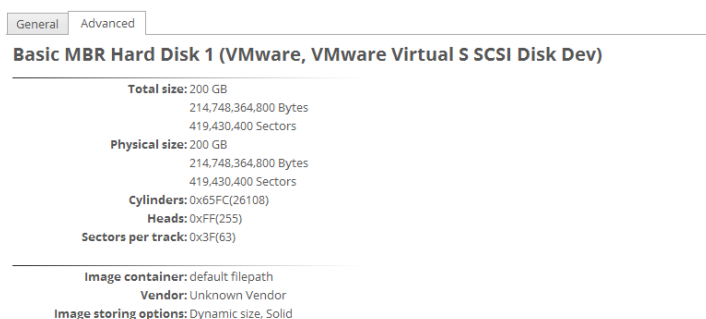 General Advanced
Basic MBR Hard Disk 1 (VMware, VMware Virtual S SCSI Disk Dev)
Total size: 200 GB
214,748,364,800 Bytes
419,430,400 Sectors
Physical size: 200 GB
214,748,364,800 Bytes
419,430,400 Sectors
Cylinders: 0x65FC(26108)
Heads: 0xFF(255)
Sectors per track: 0x3F(63)
Image container: default filepath
Vendor: Unknown Vendor
Image storing options: Dynamic size, Solid